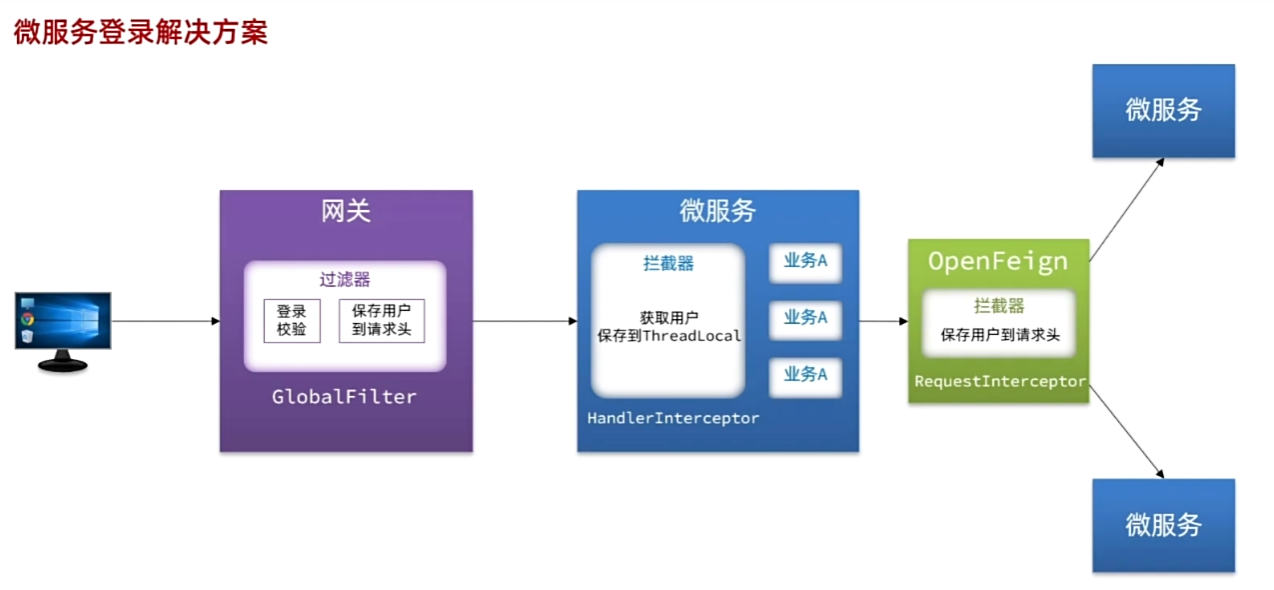 微服务登录解决方案
网关
过滤器
登录
校验
保存用户
到请求头
GlobalFilter
微服务
拦截器
获取用户
保存到ThreadLocal
HandlerInterceptor
业务A
业务A
业务A
OpenFeign
拦截器
保存用户到请求头
RequestInterceptor
微服务
微服务